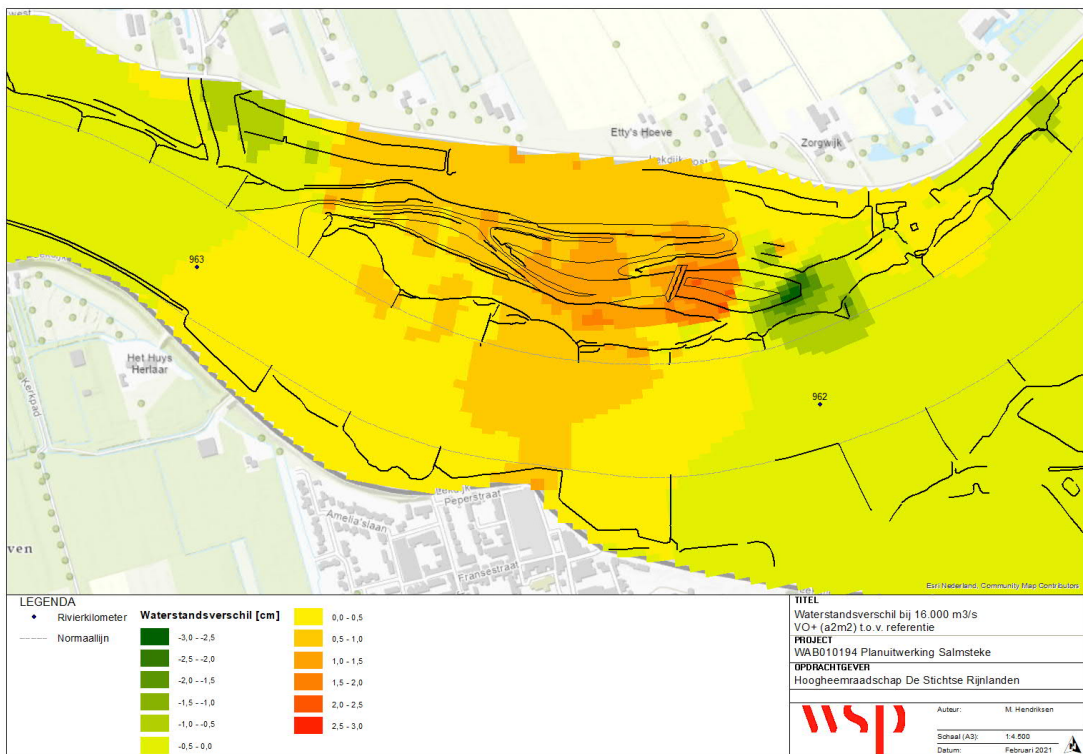 west
Etty's Hoeve
Zorgwijk
Lekdijk oost
963
Het Huys
Herlaar
Kerkpad
962
Peperstraat
Amelia'slaan
Fransestraat
ven
Esri Nederland, Community Map Contributors
LEGENDA
Rivierkilometer
Normaallijn
Waterstandsverschil [cm]
-3,0 - -2,5
-2,5 - -2,0
-2,0 - -1,5
-1,5 - -1,0
-1,0 - -0,5
-0,5 - 0,0
0,0 - 0,5
0,5 - 1,0
1,0 - 1,5
1,5 - 2,0
2,0 - 2,5
2,5 - 3,0
TITEL
Waterstandsverschil bij 16.000 m3/s
VO+ (a2m2) t.o.v. referentie
PROJECT
WAB010194 Planuitwerking Salmsteke
OPDRACHTGEVER
Hoogheemraadschap De Stichtse Rijnlanden
wsp
Auteur: M. Hendriksen
Schaal (A3): 1:4.600
Datum: Februari 2021